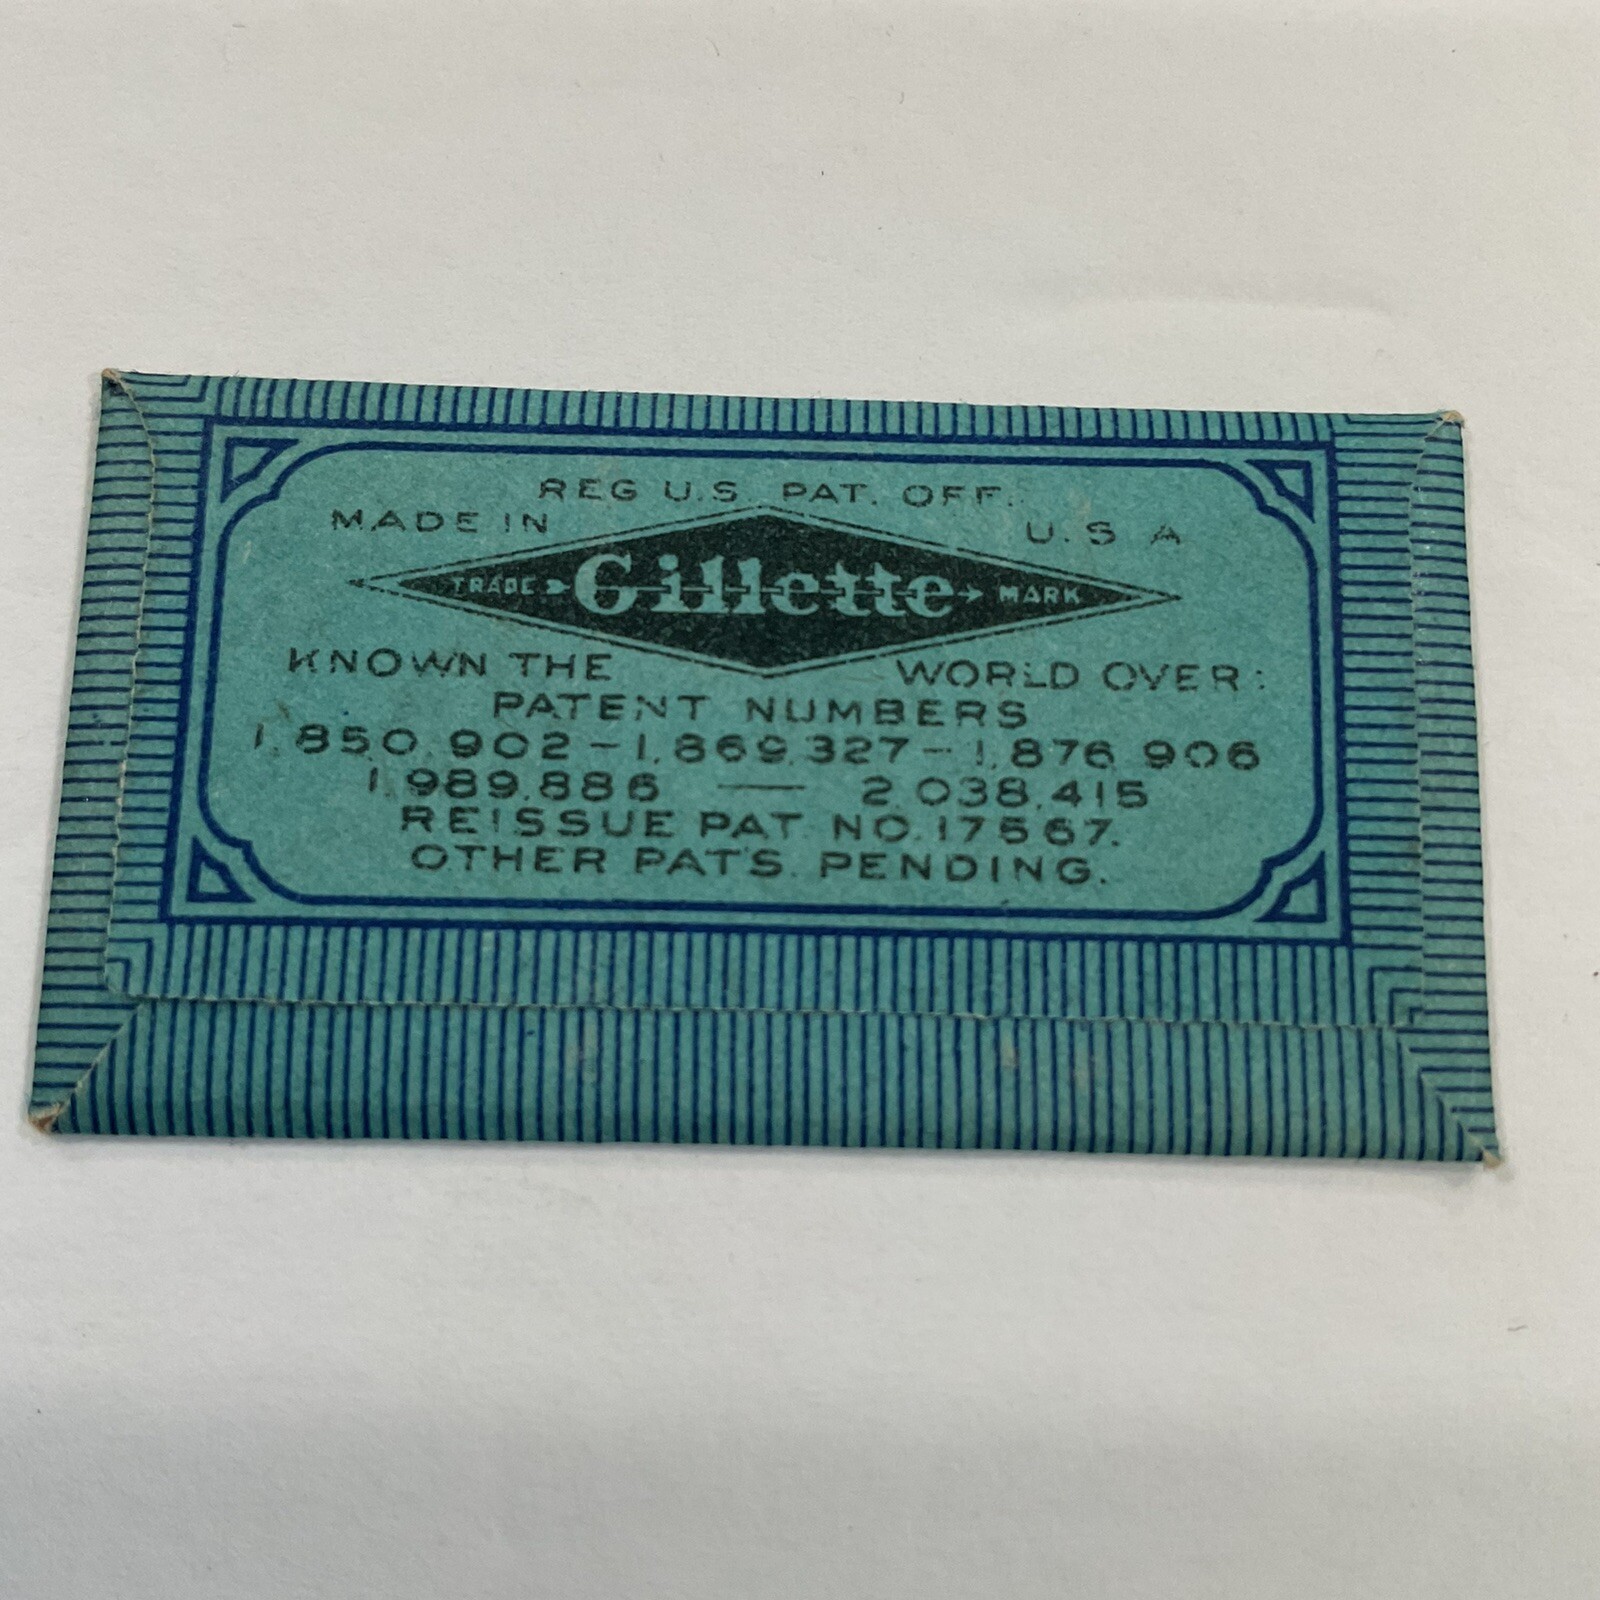 REG U.S. PAT. OFF.
MADE IN U.S A
TRADE Gillette MARK
KNOWN THE WORLD OVER:
PATENT NUMBERS
1.850.902-1.869.327-1.876.906
1.989.886 — 2.038.415
REISSUE PAT. NO.17567.
OTHER PAT'S. PENDING.